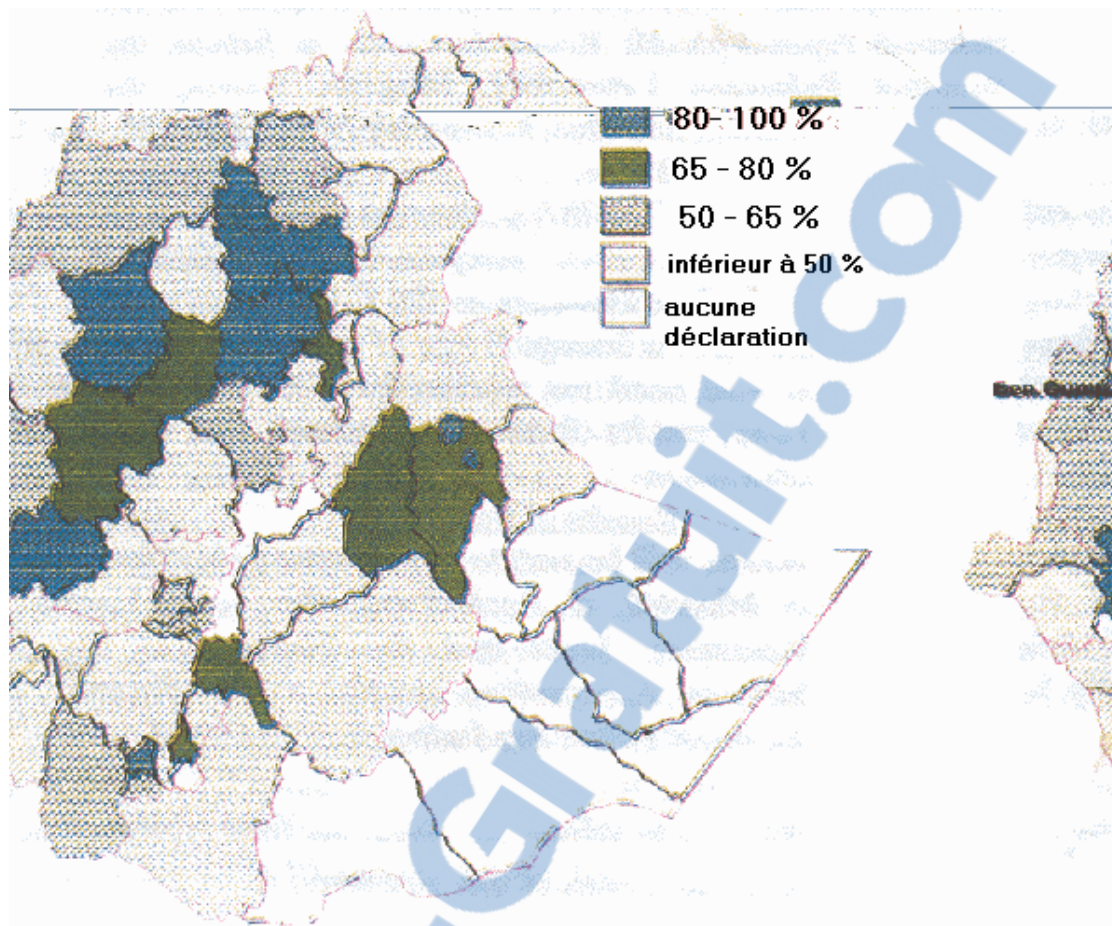 80-100 %
65 - 80 %
50 - 65 %
inférieur à 50 %
aucune
déclaration
Gratuit.com